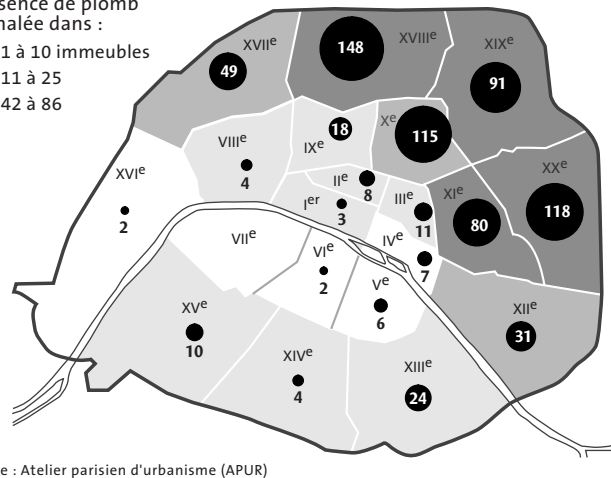 sence de plomb
nalée dans :
1 à 10 immeubles
11 à 25
42 à 86
XVIIe
49
148
XVIIIe
XIXe
91
VIIIe
4
18
IXe
Xe
115
XVIe
2
IIe
8
Ier
3
IIIe
11
XIe
80
XXe
118
VIIe
VIe
2
IVe
7
Ve
6
XVe
10
XIIe
31
XIVe
4
XIIIe
24
e : Atelier parisien d'urbanisme (APUR)